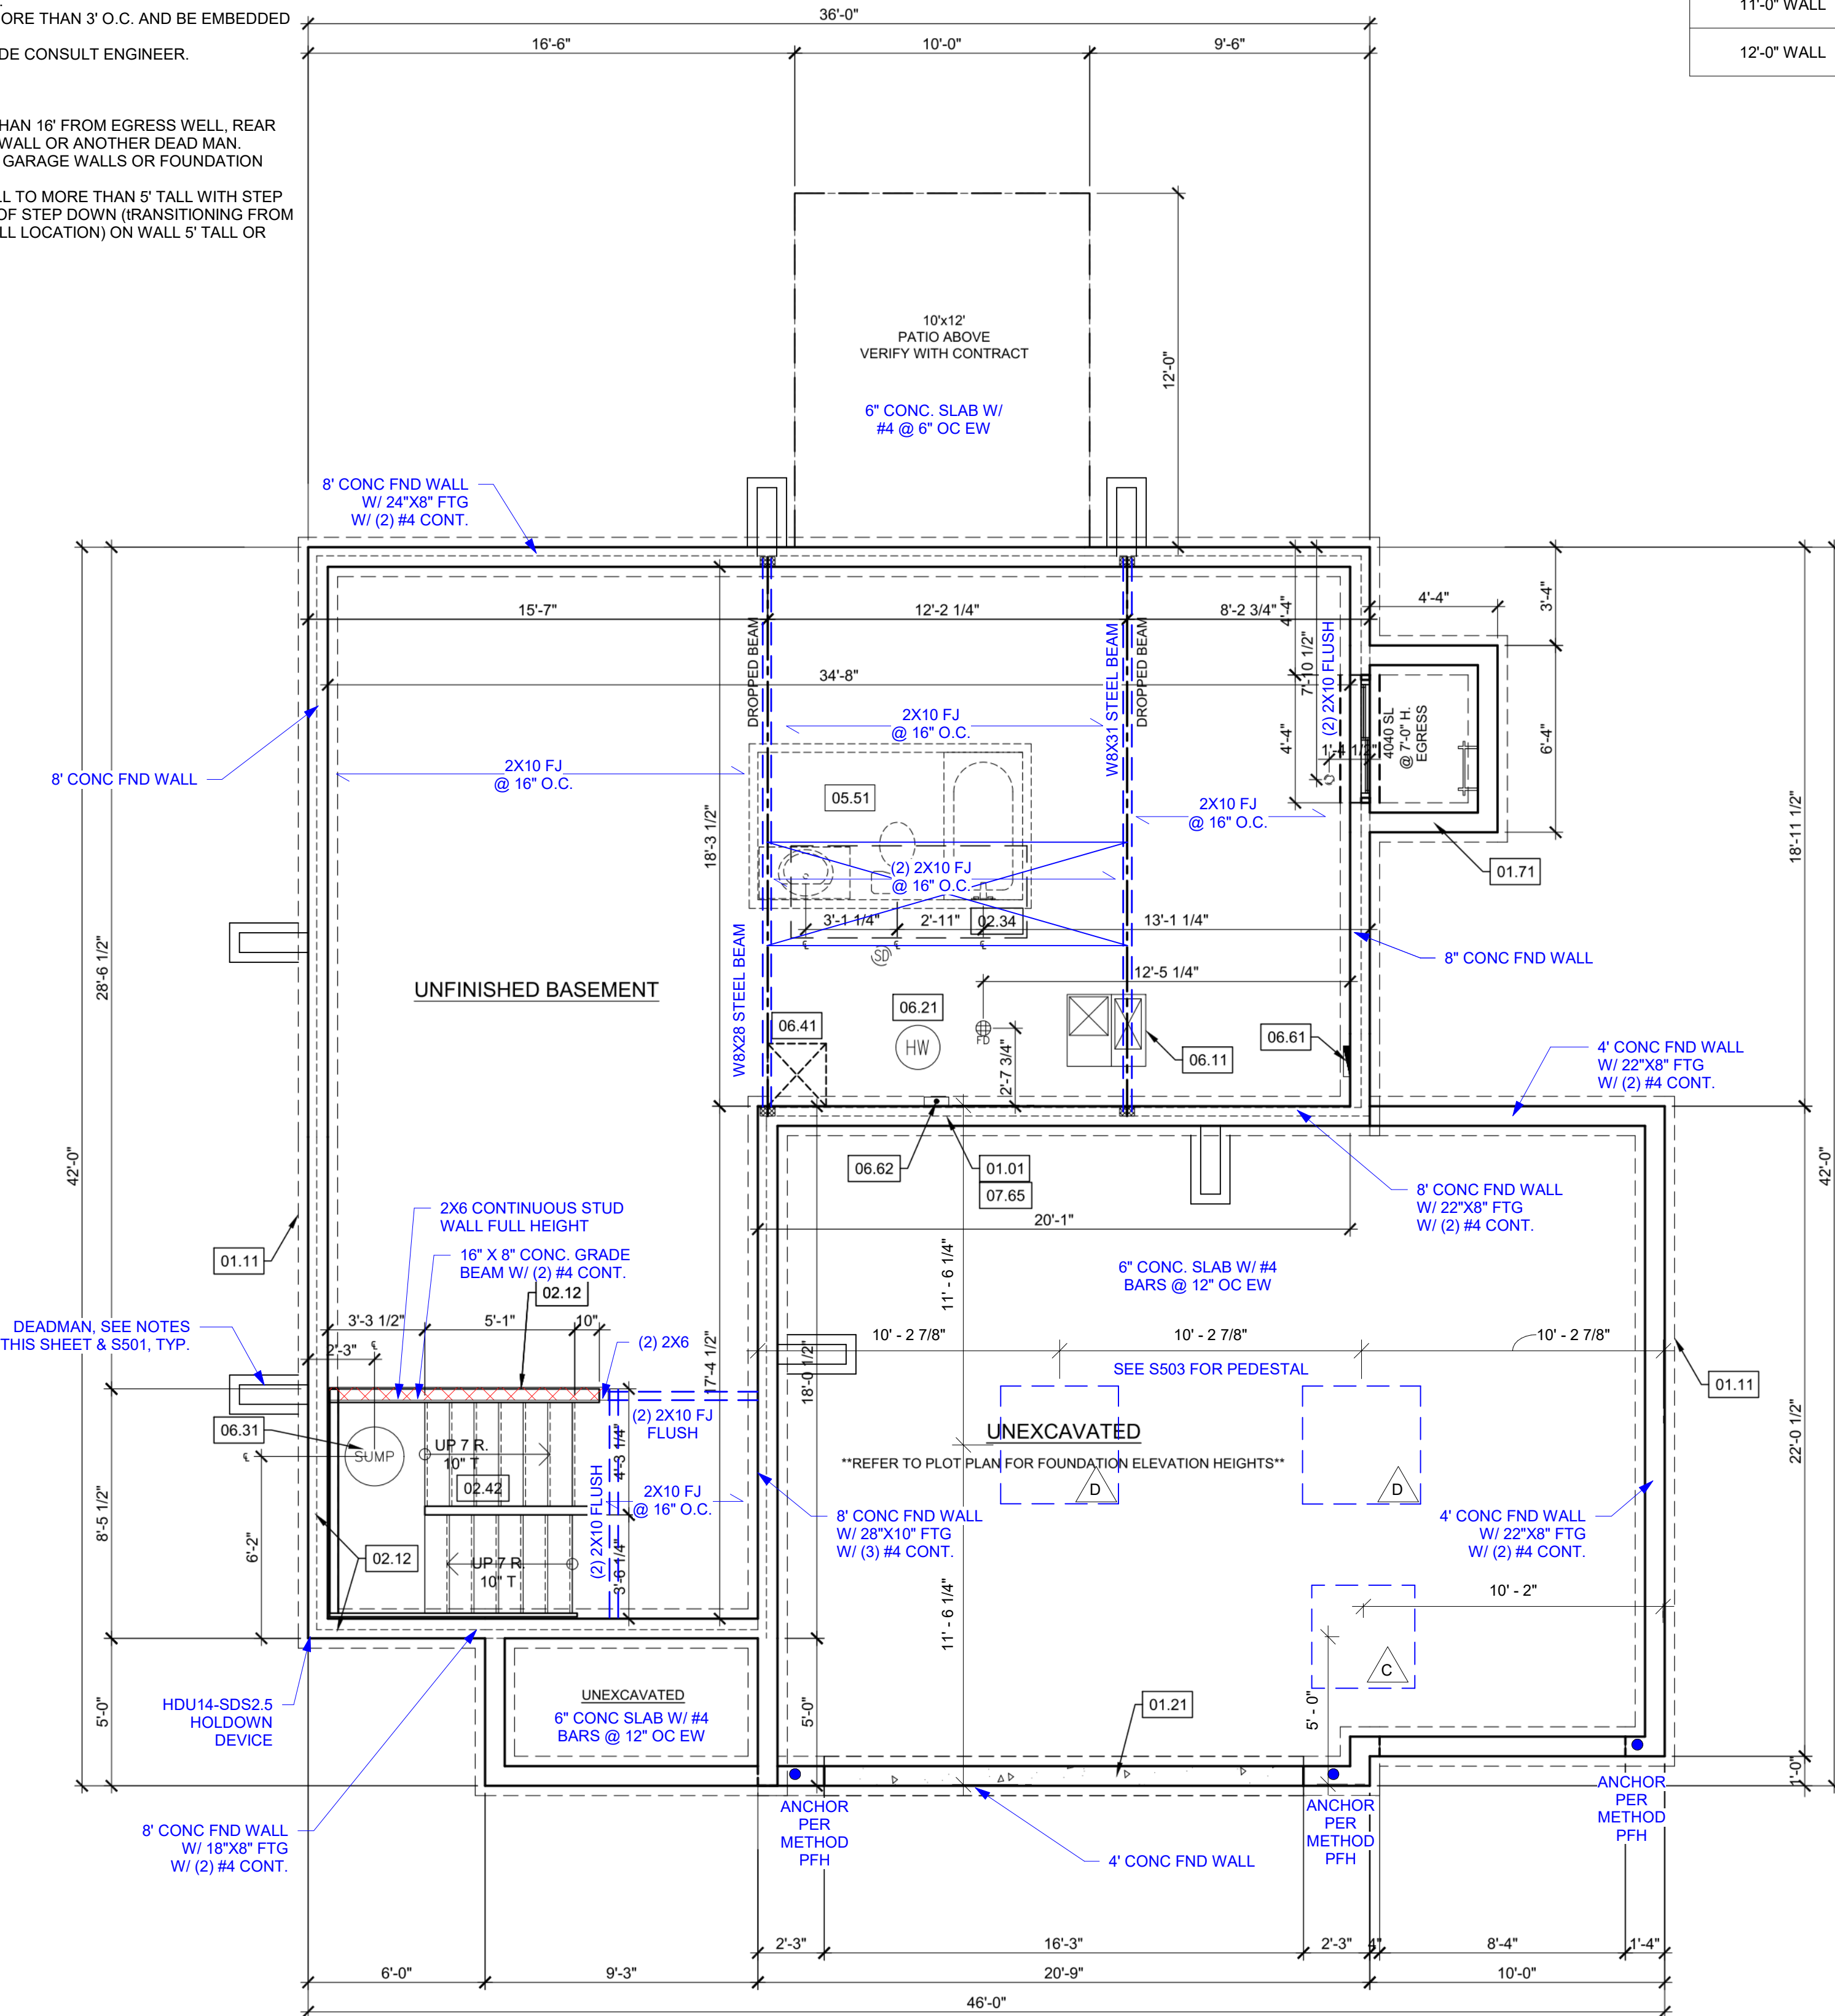 ORE THAN 3' O.C. AND BE EMBEDDED
DE CONSULT ENGINEER.
HAN 16' FROM EGRESS WELL, REAR
WALL OR ANOTHER DEAD MAN.
GARAGE WALLS OR FOUNDATION
LL TO MORE THAN 5' TALL WITH STEP
OF STEP DOWN (tRANSITIONING FROM
LL LOCATION) ON WALL 5' TALL OR
11'-0" WALL
12'-0" WALL
36'-0"
16'-6"
10'-0"
9'-6"
10'x12'
PATIO ABOVE
VERIFY WITH CONTRACT
12'-0"
6" CONC. SLAB W/
#4 @ 6" OC EW
8' CONC FND WALL
W/ 24"X8" FTG
W/ (2) #4 CONT.
15'-7"
12'-2 1/4"
8'-2 3/4"
4'-4"
7'-10 1/2"
4'-4"
3'-4"
34'-8"
DROPPED BEAM
W8X31 STEEL BEAM
DROPPED BEAM
(2) 2X10 FLUSH
4'-4"
1'-4 1/2"
4040 SL
@ 7'-0" H.
EGRESS
6'-4"
2X10 FJ
@ 16" O.C.
8' CONC FND WALL
2X10 FJ
@ 16" O.C.
05.51
2X10 FJ
@ 16" O.C.
18'-3 1/2"
18'-11 1/2"
(2) 2X10 FJ
@ 16" O.C.
01.71
3'-1 1/4"
2'-11"
02.34
13'-1 1/4"
SD
8" CONC FND WALL
28'-6 1/2"
UNFINISHED BASEMENT
W8X28 STEEL BEAM
12'-5 1/4"
06.21
06.41
HW
FD
2'-7 3/4"
06.11
06.61
4' CONC FND WALL
W/ 22"X8" FTG
W/ (2) #4 CONT.
42'-0"
42'-0"
06.62
01.01
07.65
8' CONC FND WALL
W/ 22"X8" FTG
W/ (2) #4 CONT.
2X6 CONTINUOUS STUD
WALL FULL HEIGHT
20'-1"
01.11
16" X 8" CONC. GRADE
BEAM W/ (2) #4 CONT.
02.12
11' - 6 1/4"
6" CONC. SLAB W/ #4
BARS @ 12" OC EW
DEADMAN, SEE NOTES
THIS SHEET & S501, TYP.
3'-3 1/2"
5'-1"
10"
2'-3"
(2) 2X6
17'-4 1/2"
18'-0 1/2"
10' - 2 7/8"
10' - 2 7/8"
10' - 2 7/8"
SEE S503 FOR PEDESTAL
01.11
06.31
SUMP
UP 7 R.
10" T
02.42
4'-3 1/4"
(2) 2X10 FJ
FLUSH
UNEXCAVATED
**REFER TO PLOT PLAN FOR FOUNDATION ELEVATION HEIGHTS**
D
D
22'-0 1/2"
8'-5 1/2"
6'-2"
02.12
UP 7 R.
10" T
(2) 2X10 FLUSH
3'-6 1/4"
2X10 FJ
@ 16" O.C.
8' CONC FND WALL
W/ 28"X10" FTG
W/ (3) #4 CONT.
4' CONC FND WALL
W/ 22"X8" FTG
W/ (2) #4 CONT.
11' - 6 1/4"
10' - 2"
C
HDU14-SDS2.5
HOLDOWN
DEVICE
5'-0"
UNEXCAVATED
6" CONC SLAB W/ #4
BARS @ 12" OC EW
5'-0"
5' - 0"
01.21
1'-0"
ANCHOR
PER
METHOD
PFH
ANCHOR
PER
METHOD
PFH
ANCHOR
PER
METHOD
PFH
8' CONC FND WALL
W/ 18"X8" FTG
W/ (2) #4 CONT.
4' CONC FND WALL
2'-3"
16'-3"
2'-3"
4"
8'-4"
1'-4"
6'-0"
9'-3"
20'-9"
10'-0"
46'-0"